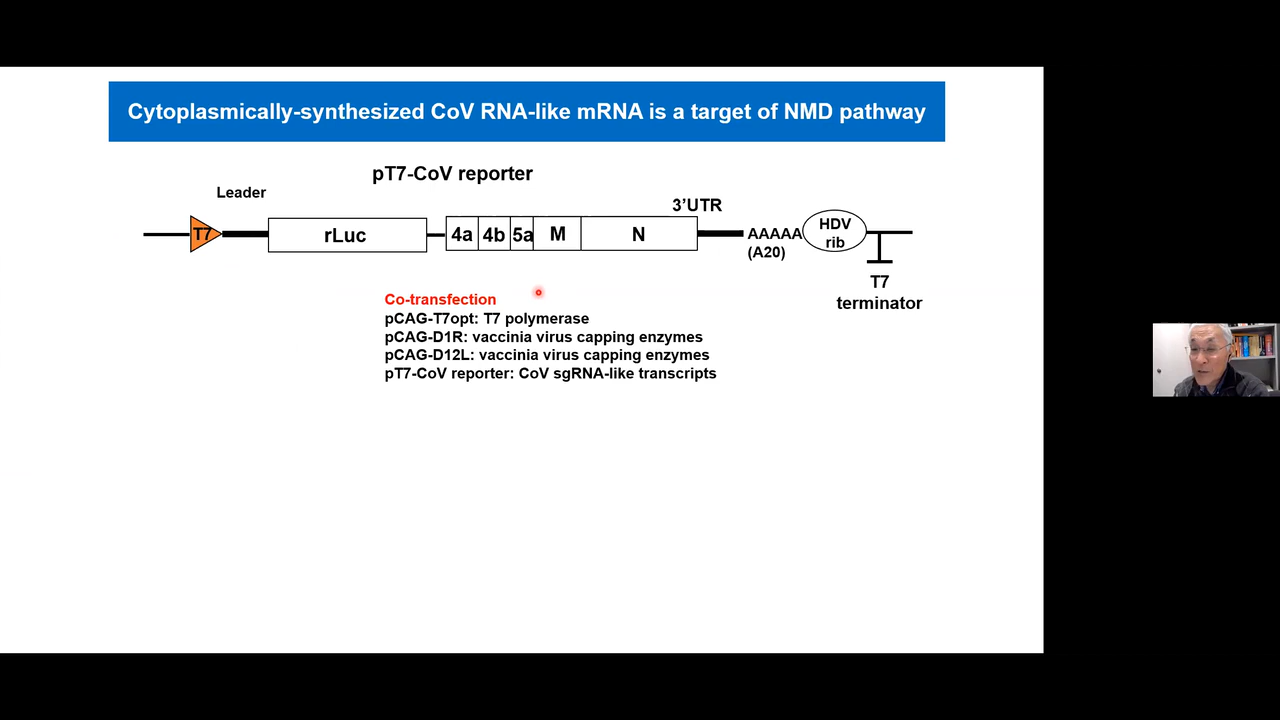 Cytoplasmically-synthesized CoV RNA-like mRNA is a target of NMD pathway
pT7-CoV reporter
Leader
3’UTR
T7
rLuc
4a
4b
5a
M
N
AAAAA
(A20)
HDV
rib
T7
terminator
Co-transfection
pCAG-T7opt: T7 polymerase
pCAG-D1R: vaccinia virus capping enzymes
pCAG-D12L: vaccinia virus capping enzymes
pT7-CoV reporter: CoV sgRNA-like transcripts